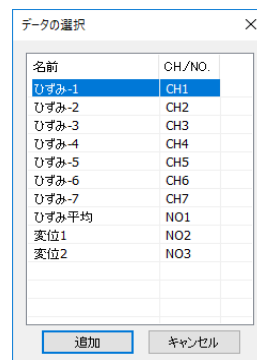 データの選択
名前 CH/NO.
ひずみ-1 CH1
ひずみ-2 CH2
ひずみ-3 CH3
ひずみ-4 CH4
ひずみ-5 CH5
ひずみ-6 CH6
ひずみ-7 CH7
ひずみ平均 NO1
変位1 NO2
変位2 NO3
追加 キャンセル